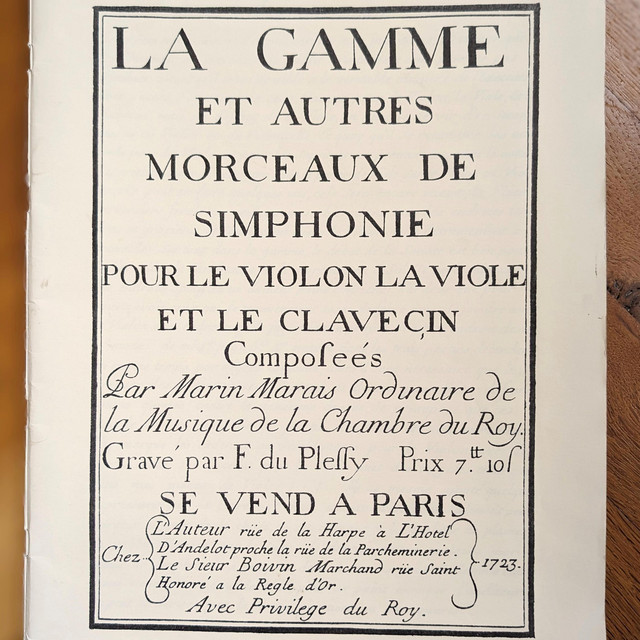 LA GAMME
ET AUTRES
MORCEAUX DE
SIMPHONIE
POUR LE VIOLON LA VIOLE
ET LE CLAVEÇIN
Compoſeés
Par Marin Marais Ordinaire de
la Musique de la Chambre du Roy.
Gravé par F. du Pleſſy Prix 7.tt 10ſ
SE VEND A PARIS
L'Auteur rüe de la Harpe à L'Hotel
D'Andelot proche la rüe de la Parcheminerie.
Chez Le Sieur Boivin Marchand rüe Saint 1723.
Honoré a la Regle d'Or.
Avec Privilege du Roy.